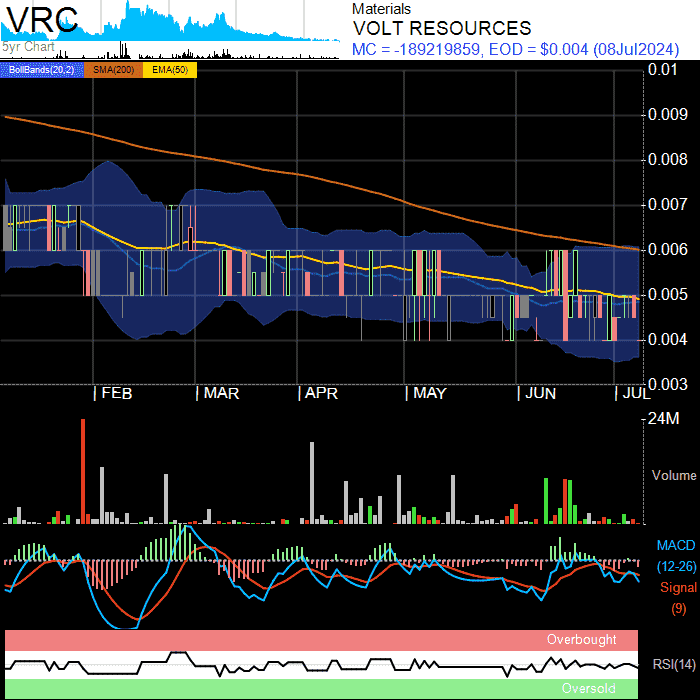 VRC
5yr Chart
Materials
VOLT RESOURCES
MC = -189219859, EOD = $0.004 (08Jul2024)
BollBands(20,2) SMA(200) EMA(50)
0.01
0.009
0.008
0.007
0.006
0.005
0.004
0.003
FEB MAR APR MAY JUN JUL
24M
Volume
MACD
(12-26)
Signal
(9)
Overbought
RSI(14)
Oversold